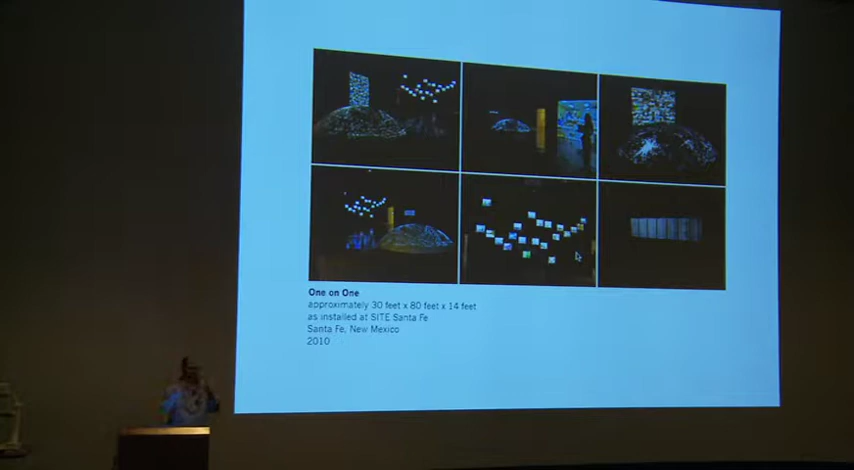 One on One
approximately 30 feet x 80 feet x 14 feet
as installed at SITE Santa Fe
Santa Fe, New Mexico
2010